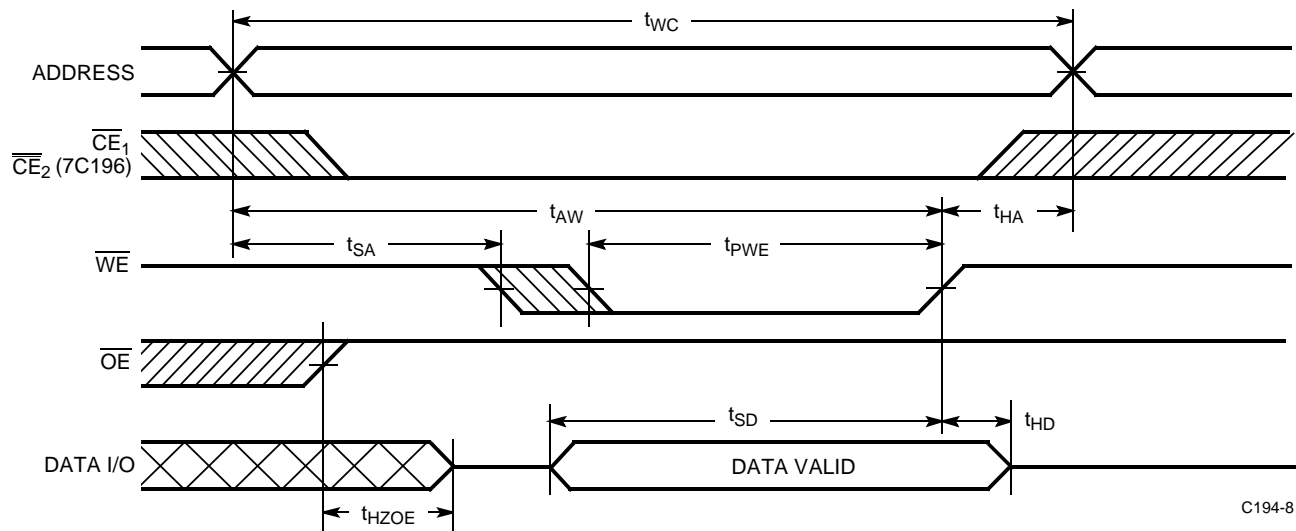 tWC
ADDRESS
CE1
CE2 (7C196)
tAW
tHA
tSA
tPWE
WE
OE
tSD
tHD
DATA I/O
DATA VALID
tHZOE
C194-8